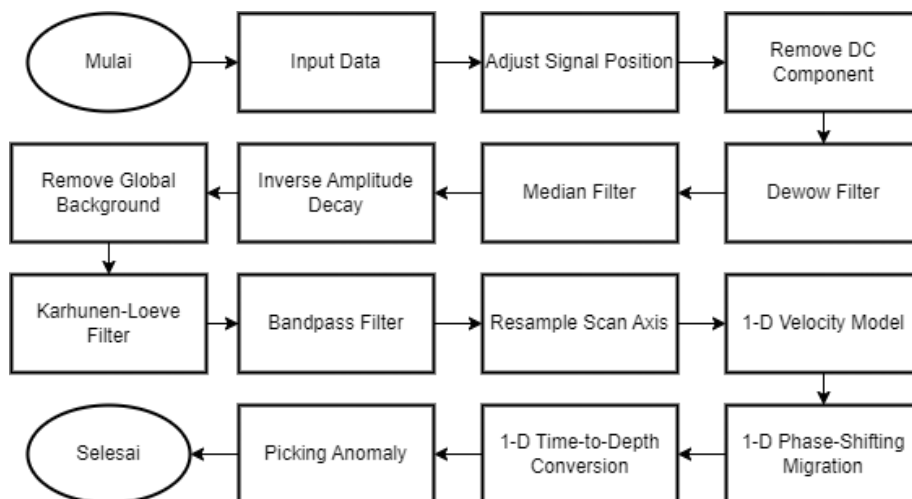 Mulai
Input Data
Adjust Signal Position
Remove DC
Component
Dewow Filter
Median Filter
Inverse Amplitude
Decay
Remove Global
Background
Karhunen-Loeve
Filter
Bandpass Filter
Resample Scan Axis
1-D Velocity Model
1-D Phase-Shifting
Migration
1-D Time-to-Depth
Conversion
Picking Anomaly
Selesai